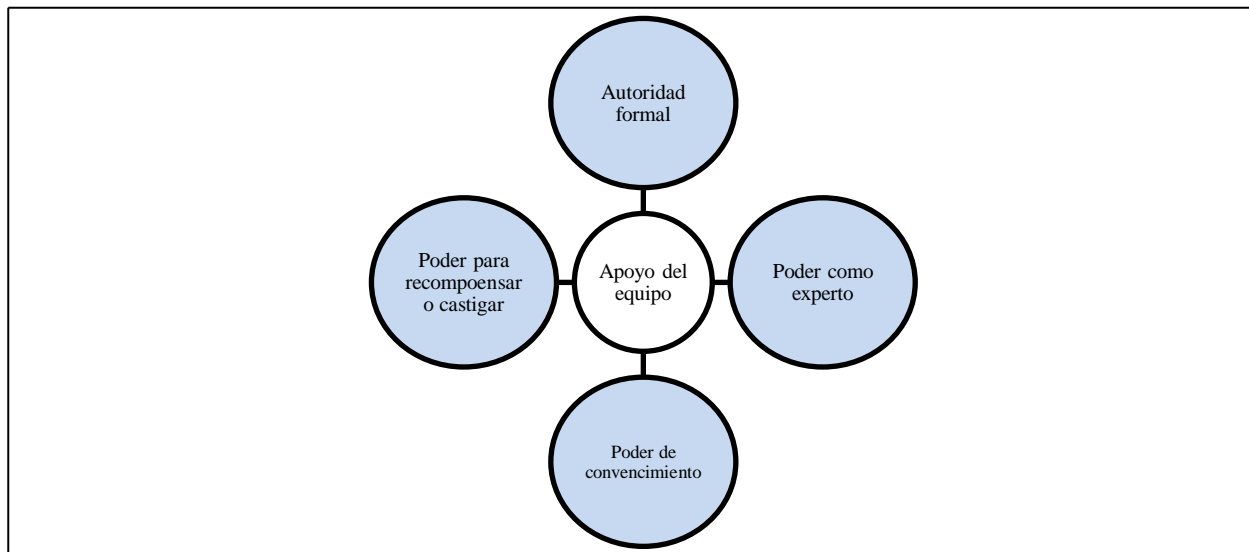 Autoridad
formal
Poder para
recompoensar
o castigar
Apoyo del
equipo
Poder como
experto
Poder de
convencimiento